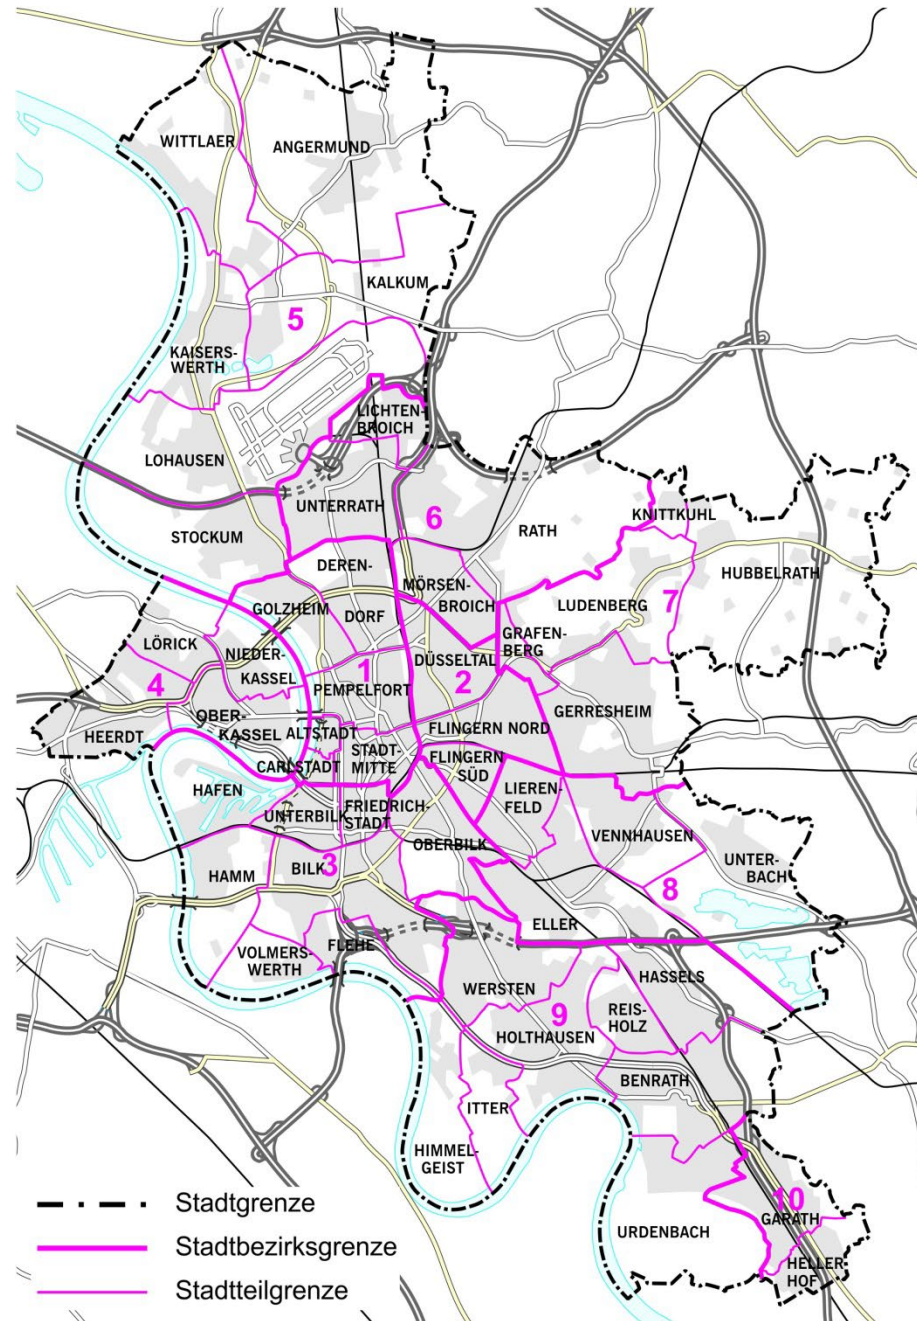 WITTLAER
ANGERMUND
KALKUM
5
KAISERS-
WERTH
LICHTEN-
BROICH
LOHAUSEN
UNTERRATH
6
STOCKUM
RATH
KNITTKUHL
HUBBELRATH
DEREN-
DORF
MÖRSEN-
BROICH
LUDENBERG
7
GOLZHEIM
GRAFEN-
BERG
LÖRICK
NIEDER-
KASSEL
DÜSSELTAL
4
1
2
PEMPELFORT
GERRESHEIM
OBER-
KASSEL
HEERDT
ALTSTADT
FLINGERN NORD
STADT-
MITTE
FLINGERN
SÜD
CARLSTADT
HAFEN
LIEREN-
FELD
UNTERBILK
FRIEDRICH-
STADT
OBERBILK
VENNHAUSEN
UNTER-
BACH
HAMM
BILK
3
8
ELLER
VOLMERS-
WERTH
FLEHE
WERSTEN
HASSELS
9
REIS-
HOLZ
HOLTHAUSEN
BENRATH
ITTER
HIMMEL-
GEIST
10
GARATH
URDENBACH
HELLER
HOF
Stadtgrenze
Stadtbezirksgrenze
Stadtteilgrenze